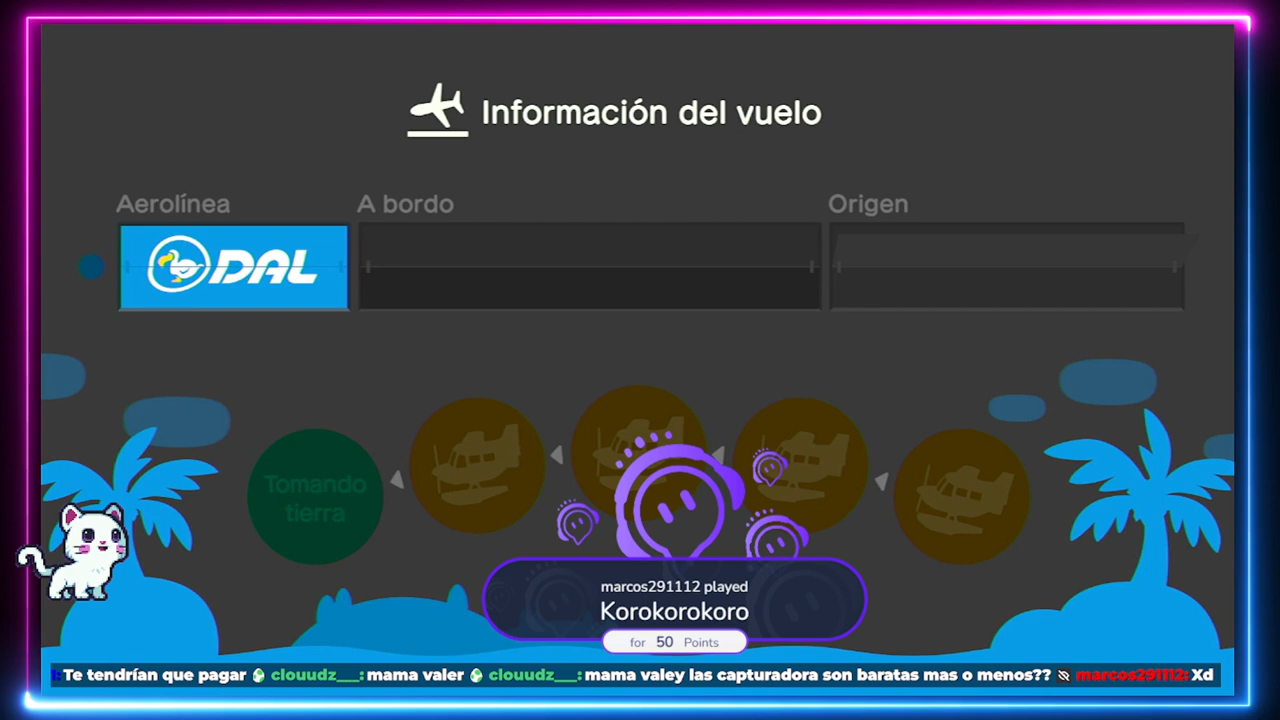 Información del vuelo
Aerolínea
A bordo
Origen
DAL
Tomando
tierra
marcos291112 played
Korokorokoro
for 50 Points
: Te tendrían que pagar clouudz___: mama valer clouudz___: mama valey las capturadora son baratas mas o menos?? marcos291112: Xd